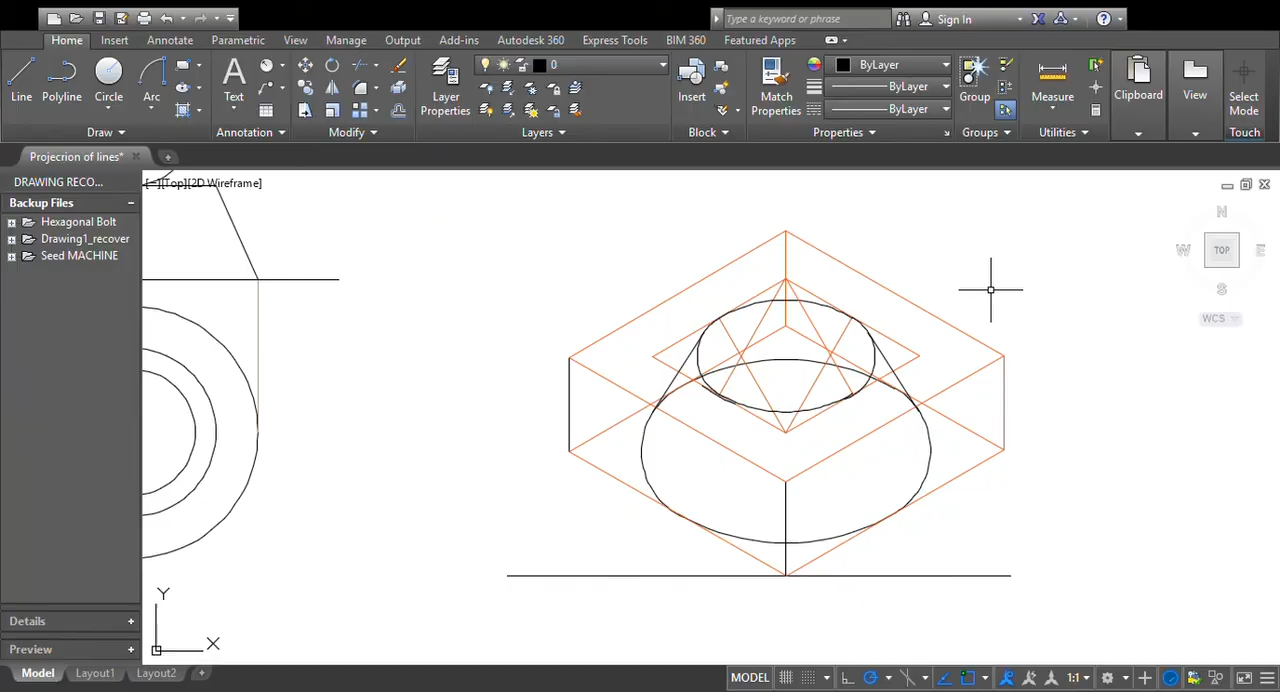 Type a keyword or phrase
Sign In
Home Insert Annotate Parametric View Manage Output Add-ins Autodesk 360 Express Tools BIM 360 Featured Apps
0
ByLayer
Line Polyline Circle Arc Text Layer Properties Insert Match Properties ByLayer Group Measure Clipboard View Select Mode
ByLayer
Draw Annotation Modify Layers Block Properties Groups Utilities Touch
Projecrion of lines*
DRAWING RECO...
[−][Top][2D Wireframe]
Backup Files
Hexagonal Bolt
Drawing1_recover
Seed MACHINE
N
W TOP E
S
WCS
Y
X
Details
Preview
Model Layout1 Layout2
MODEL 1:1